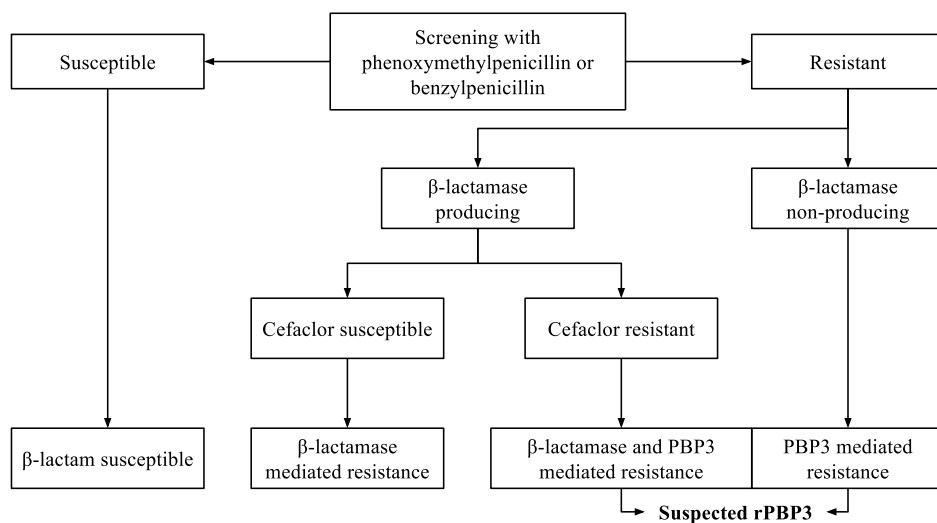 Susceptible
Screening with
phenoxymethylpenicillin or
benzylpenicillin
Resistant
β-lactamase
producing
β-lactamase
non-producing
Cefaclor susceptible
Cefaclor resistant
β-lactam susceptible
β-lactamase
mediated resistance
β-lactamase and PBP3
mediated resistance
PBP3 mediated
resistance
Suspected rPBP3